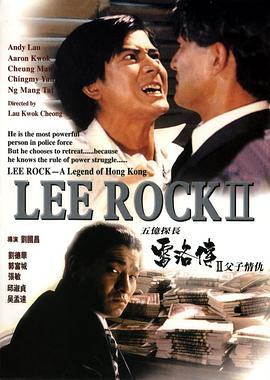 Andy Lau
Aaron Kwok
Cheung Man
Chingmy Yau
Ng Mang Tat
Directed by
Lau Kwok Cheong
He is the most powerful
person in police force
But he chooses to retreat......because
he knows the rule of power struggle......
LEE ROCK—A Legend of Hong Kong
LEE ROCK II
五億探長
雷洛傳
II父子情仇
導演 劉國昌
劉德華
郭富城
張敏
邱淑貞
吳孟達